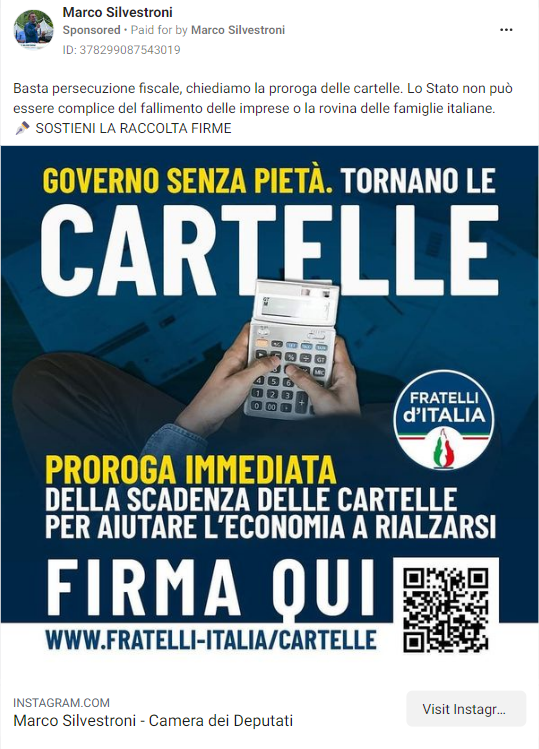 Marco Silvestroni
Sponsored • Paid for by Marco Silvestroni
ID: 378299087543019
Basta persecuzione fiscale, chiediamo la proroga delle cartelle. Lo Stato non può
essere complice del fallimento delle imprese o la rovina delle famiglie italiane.
🖋️ SOSTIENI LA RACCOLTA FIRME
GOVERNO SENZA PIETÀ. TORNANO LE
CARTELLE
FRATELLI
d'ITALIA
PROROGA IMMEDIATA
DELLA SCADENZA DELLE CARTELLE
PER AIUTARE L'ECONOMIA A RIALZARSI
FIRMA QUI
WWW.FRATELLI-ITALIA/CARTELLE
INSTAGRAM.COM
Marco Silvestroni - Camera dei Deputati
Visit Instagr...